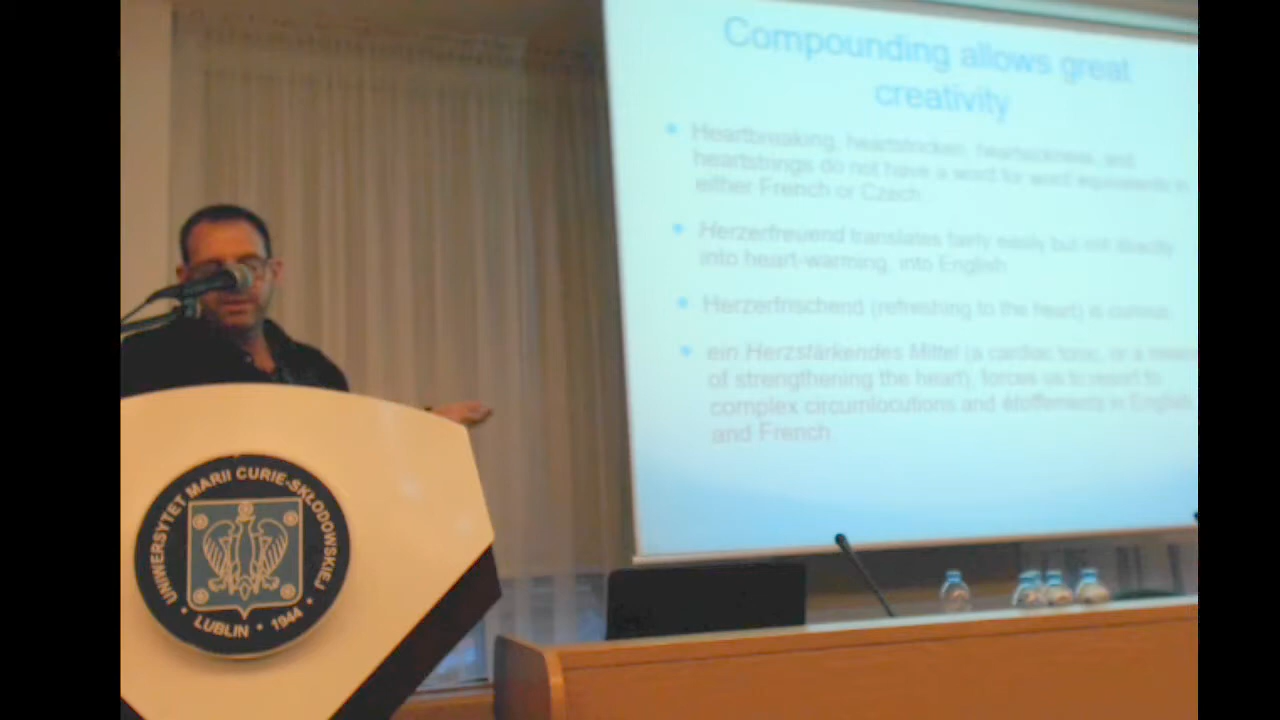 Compounding allows great
creativity
Heartbreaking, heartstricken, heartsickness, and
heartstrings do not have a word for word equivalents in
either French or Czech.
Herzerfreuend translates fairly easily but not directly
into heart-warming, into English
Herzerfrischend (refreshing to the heart) is
ein Herzstärkendes Mittel (a cardiac tonic, or a
of strengthening the heart), forces us to resort to
complex circumlocutions and étoffements in English
and French
UNIWERSYTET MARII CURIE-SKŁODOWSKIEJ
LUBLIN • 1944